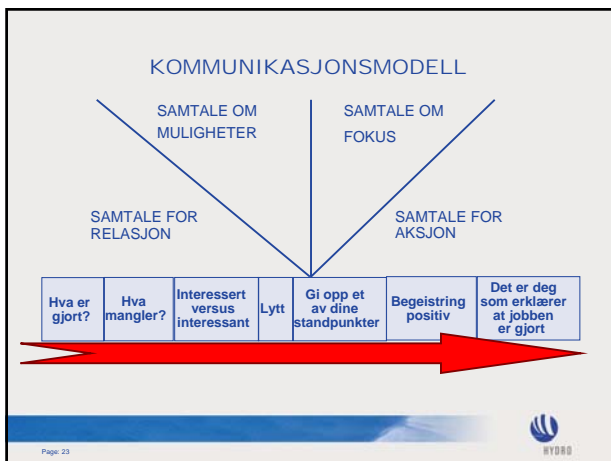 KOMMUNIKASJONSMODELL
SAMTALE OM
MULIGHETER
SAMTALE OM
FOKUS
SAMTALE FOR
RELASJON
SAMTALE FOR
AKSJON
Hva er
gjort?
Hva
mangler?
Interessert
versus
interessant
Lytt
Gi opp et
av dine
standpunkter
Begeistring
positiv
Det er deg
som erklærer
at jobben
er gjort
Page: 23
HYDRO